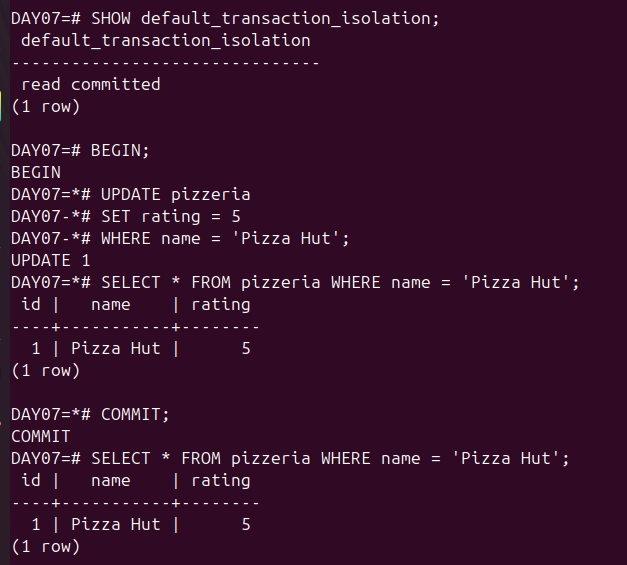 DAY07=# SHOW default_transaction_isolation;
 default_transaction_isolation
-------------------------------
 read committed
(1 row)

DAY07=# BEGIN;
BEGIN
DAY07=*# UPDATE pizzeria
DAY07-*# SET rating = 5
DAY07-*# WHERE name = 'Pizza Hut';
UPDATE 1
DAY07=*# SELECT * FROM pizzeria WHERE name = 'Pizza Hut';
 id |   name    | rating
----+-----------+--------
  1 | Pizza Hut |      5
(1 row)

DAY07=*# COMMIT;
COMMIT
DAY07=# SELECT * FROM pizzeria WHERE name = 'Pizza Hut';
 id |   name    | rating
----+-----------+--------
  1 | Pizza Hut |      5
(1 row)